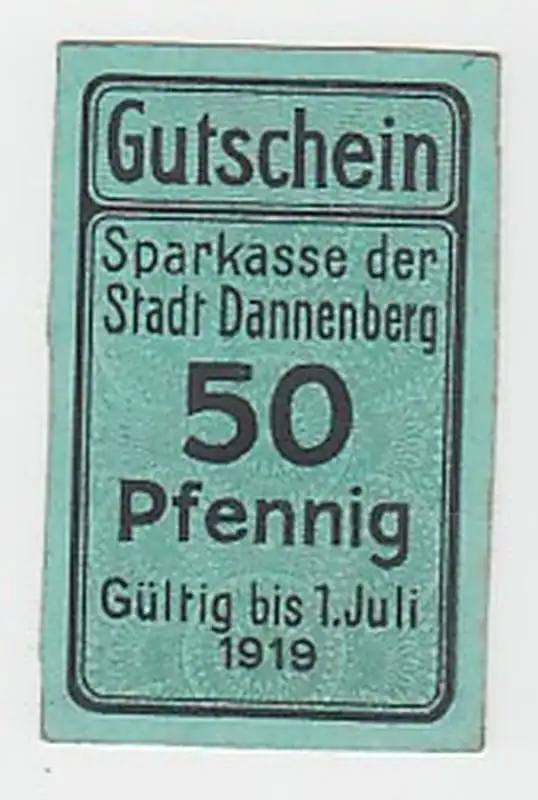 Gutschein
Sparkasse der
Stadt Dannenberg
50
Pfennig
Gültig bis 1. Juli
1919